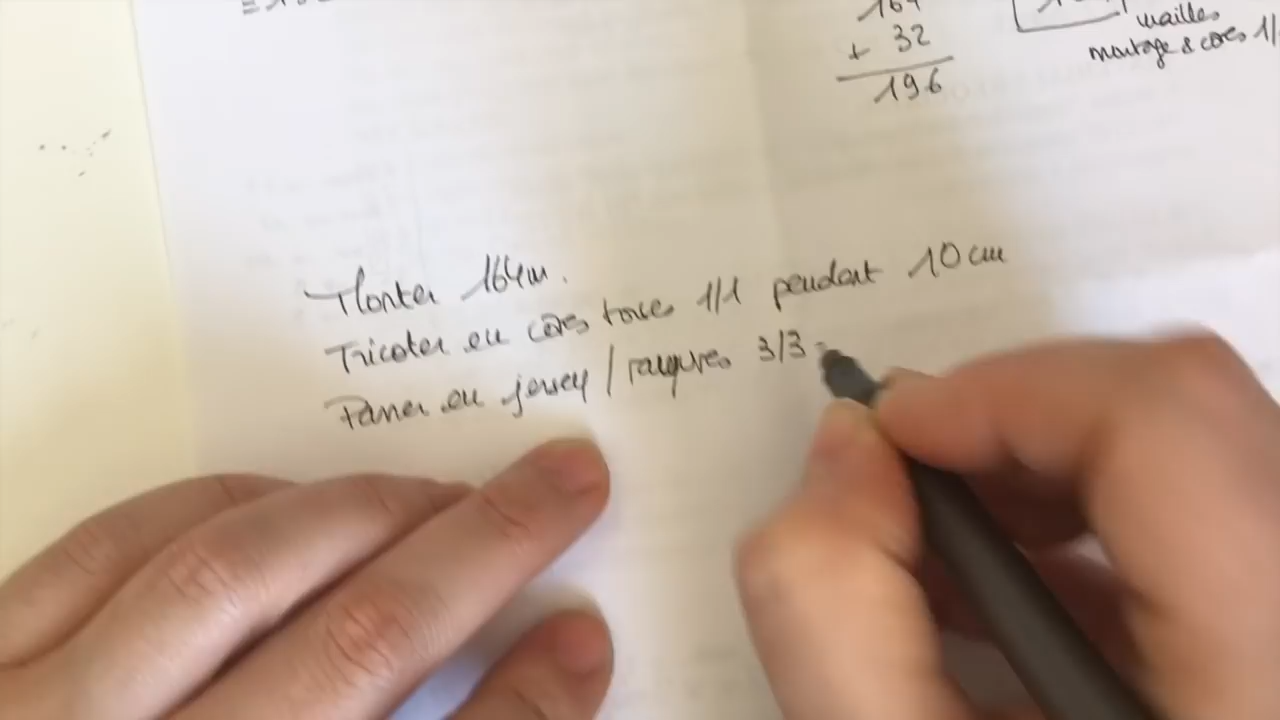 164
+ 32
196
mailles
montage & côtes 1/
Monter 164m.
Tricoter en côtes torses 1/1 pendant 10 cm
Passer en jersey / rayures 3/3